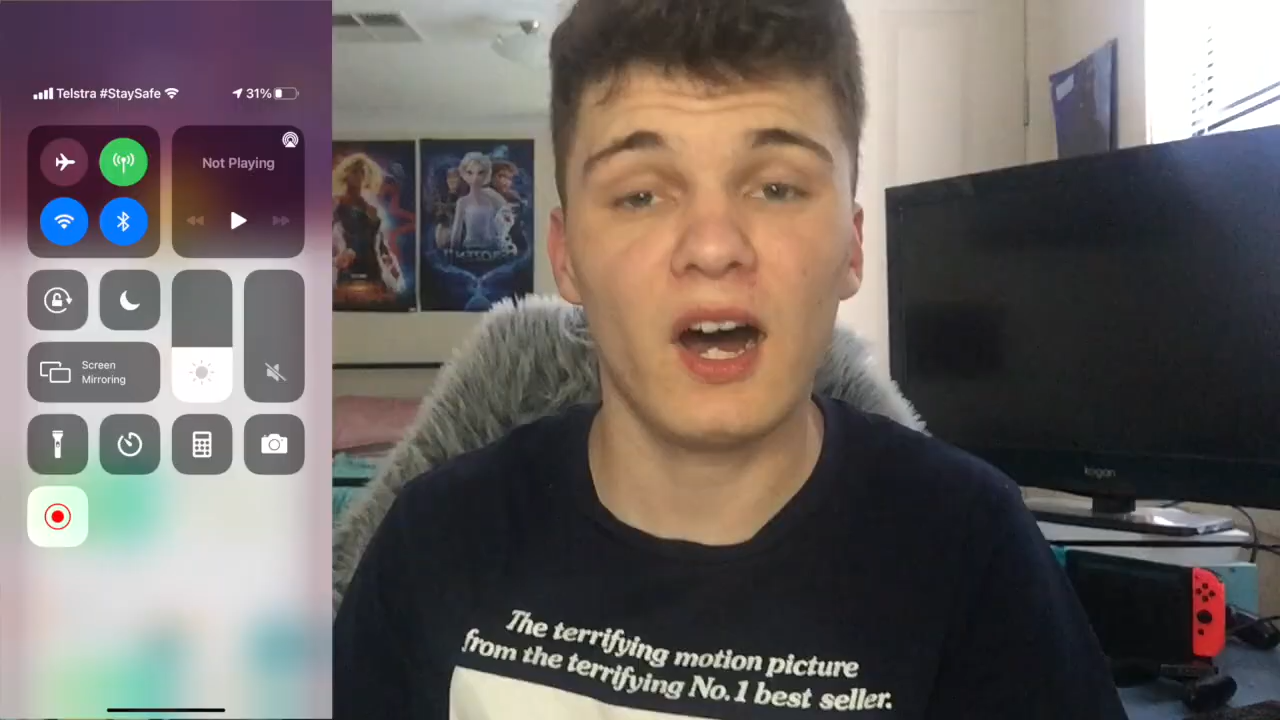 Telstra #StaySafe
31%
Not Playing
Screen
Mirroring
kogan
The terrifying motion picture
from the terrifying No.1 best seller.